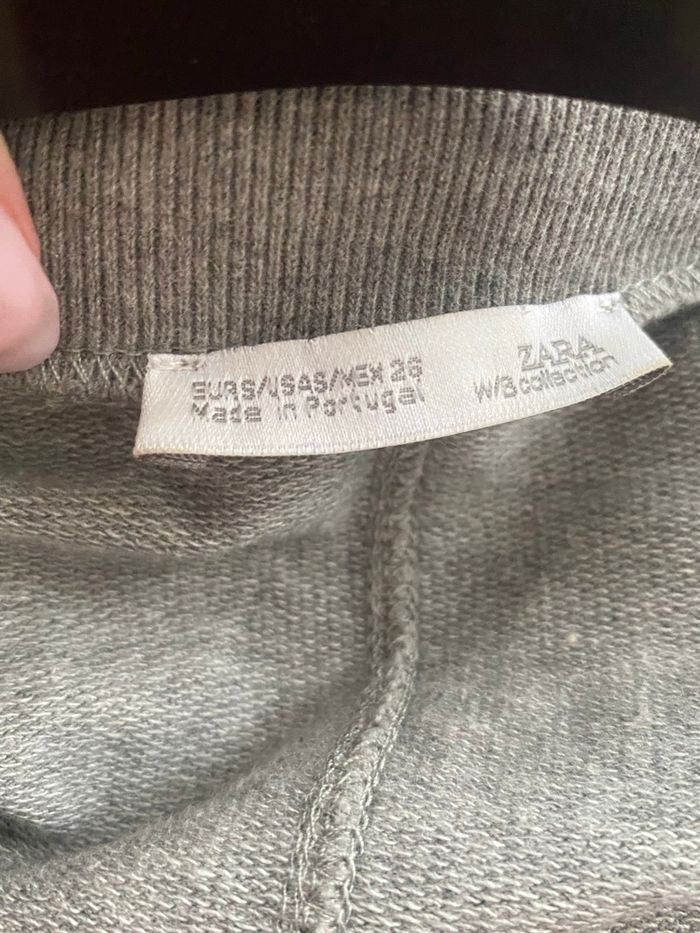 EUR S/USA S/MEX 26
Made in Portugal
ZARA
W/B collection